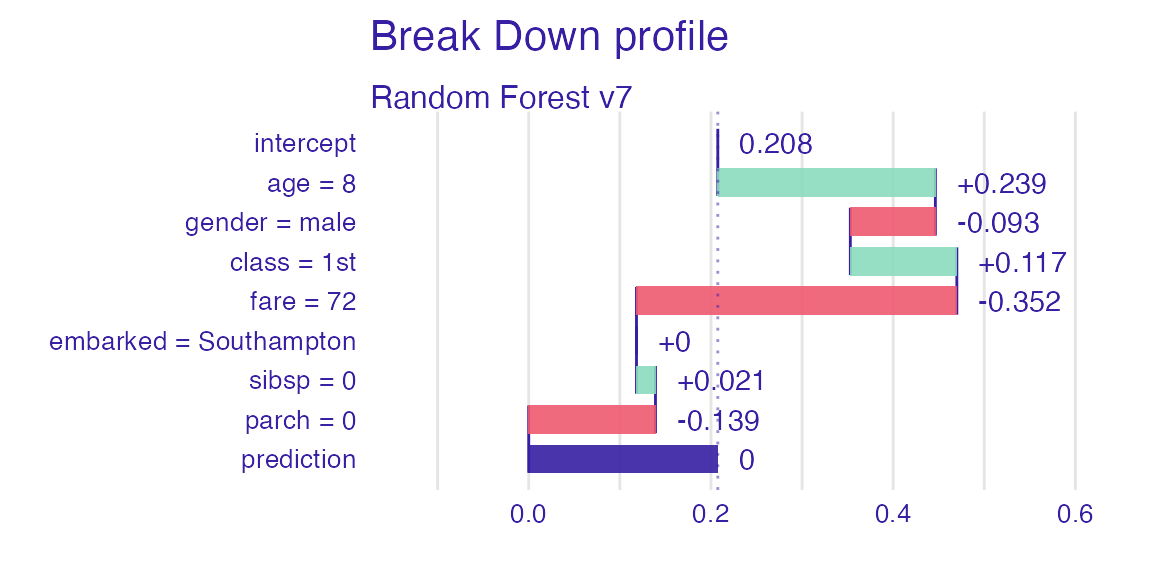 Break Down profile
Random Forest v7
intercept 0.208
age = 8 +0.239
gender = male -0.093
class = 1st +0.117
fare = 72 -0.352
embarked = Southampton +0
sibsp = 0 +0.021
parch = 0 -0.139
prediction 0
0.0 0.2 0.4 0.6